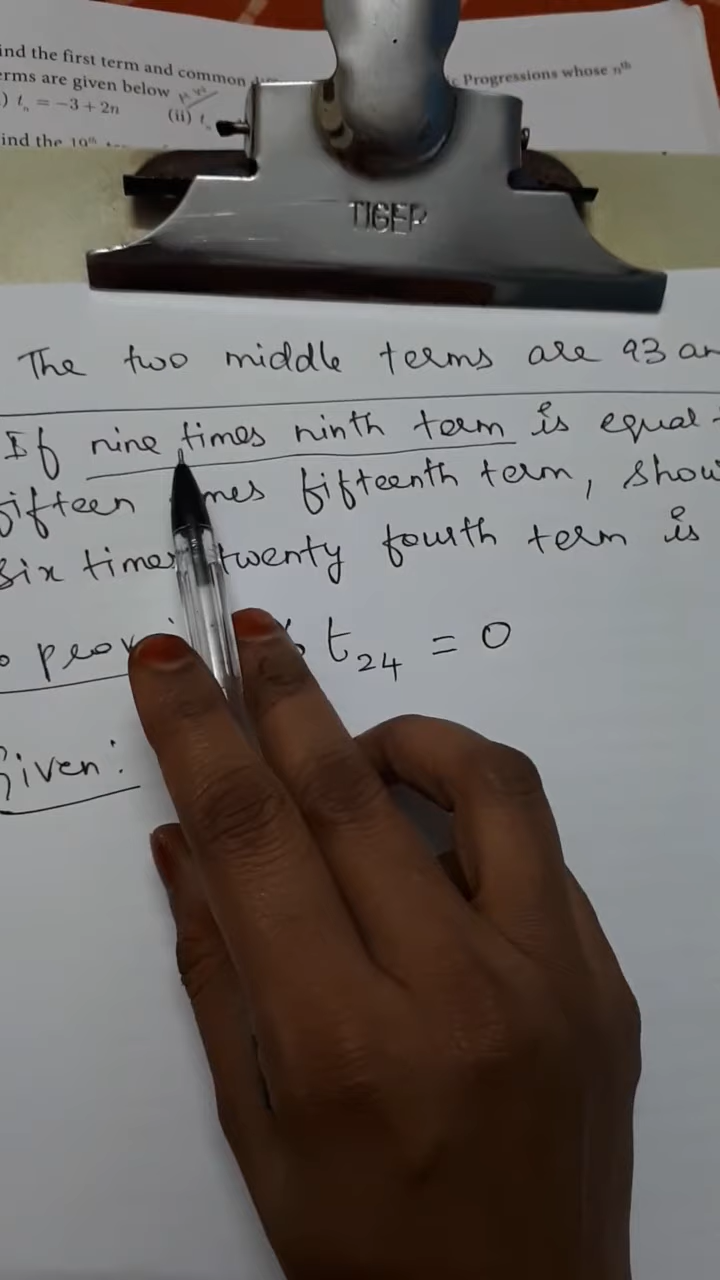 ind the first term and common
Progressions whose nth
erms are given below
) tn = -3 + 2n (ii) t
ind the 19th
TIGER
The two middle terms are 93 an
If nine times ninth term is equal
fifteen mes fifteenth term, show
six times twenty fourth term is
o prov t24 = 0
Given: